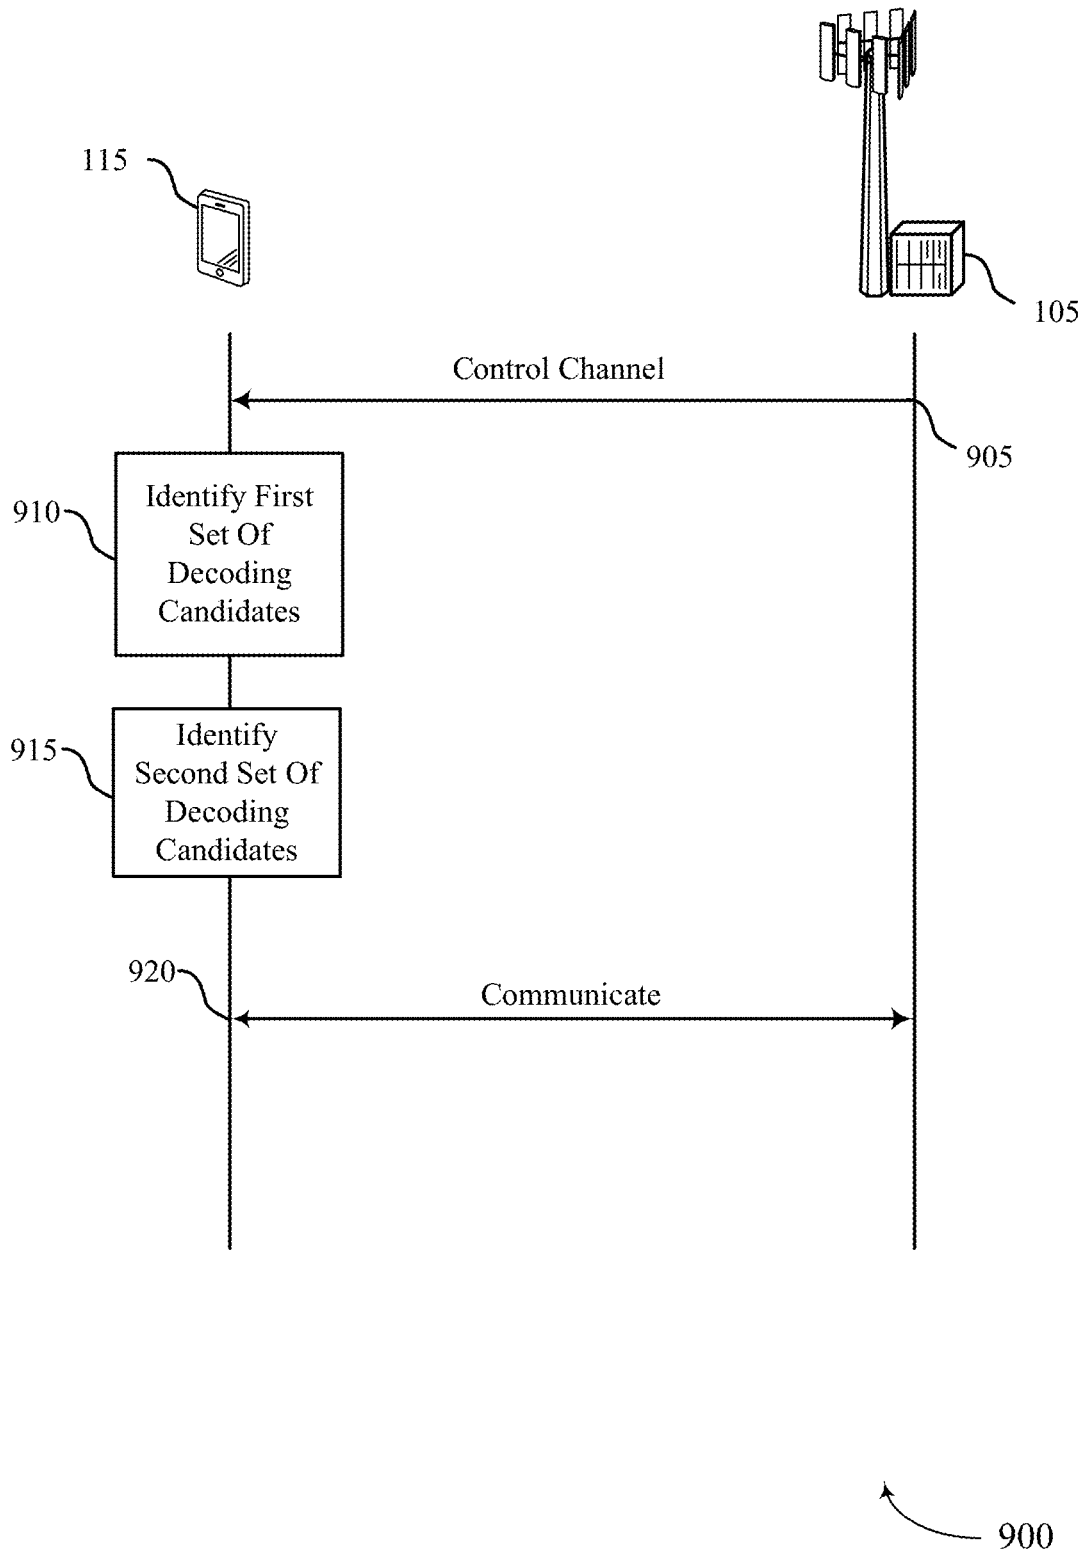 115
105
Control Channel
905
910
Identify First
Set Of
Decoding
Candidates
915
Identify
Second Set Of
Decoding
Candidates
920
Communicate
900